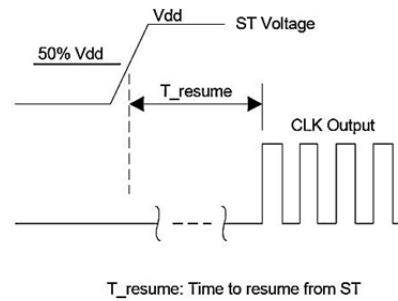 Vdd
ST Voltage
50% Vdd
T_resume
CLK Output
T_resume: Time to resume from ST